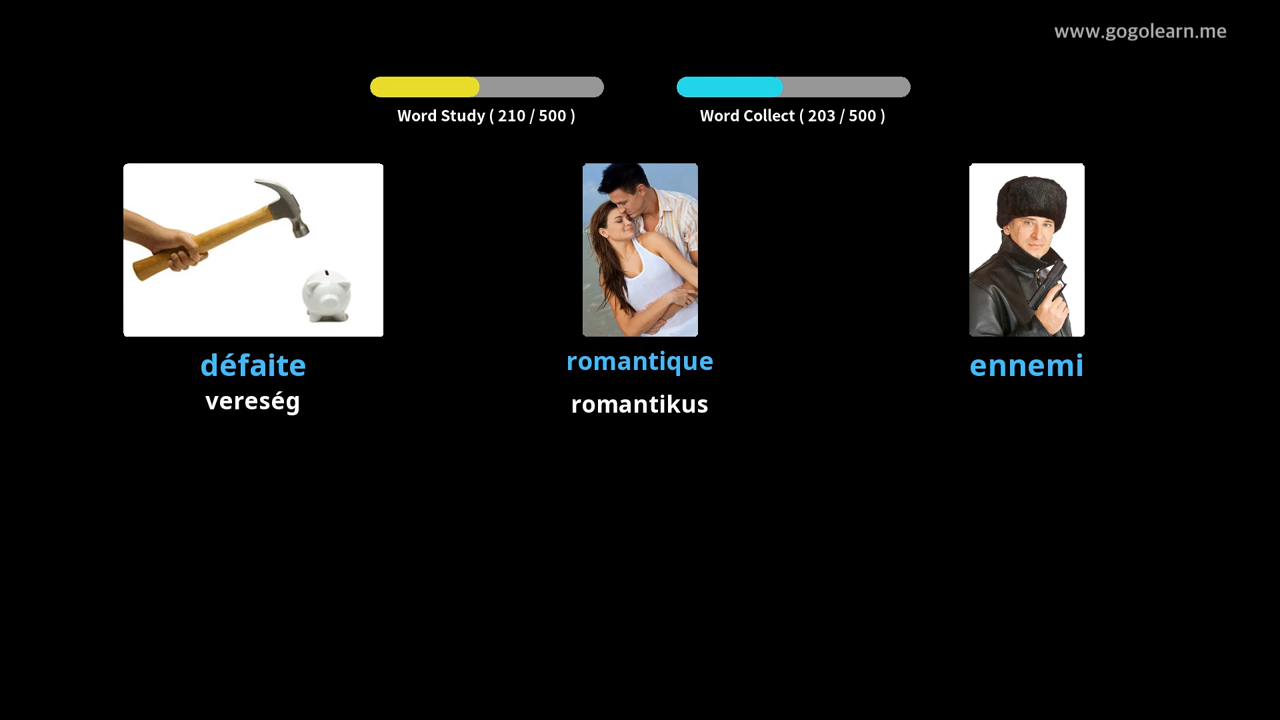 www.gogolearn.me
Word Study ( 210 / 500 )
Word Collect ( 203 / 500 )
défaite
vereség
romantique
romantikus
ennemi